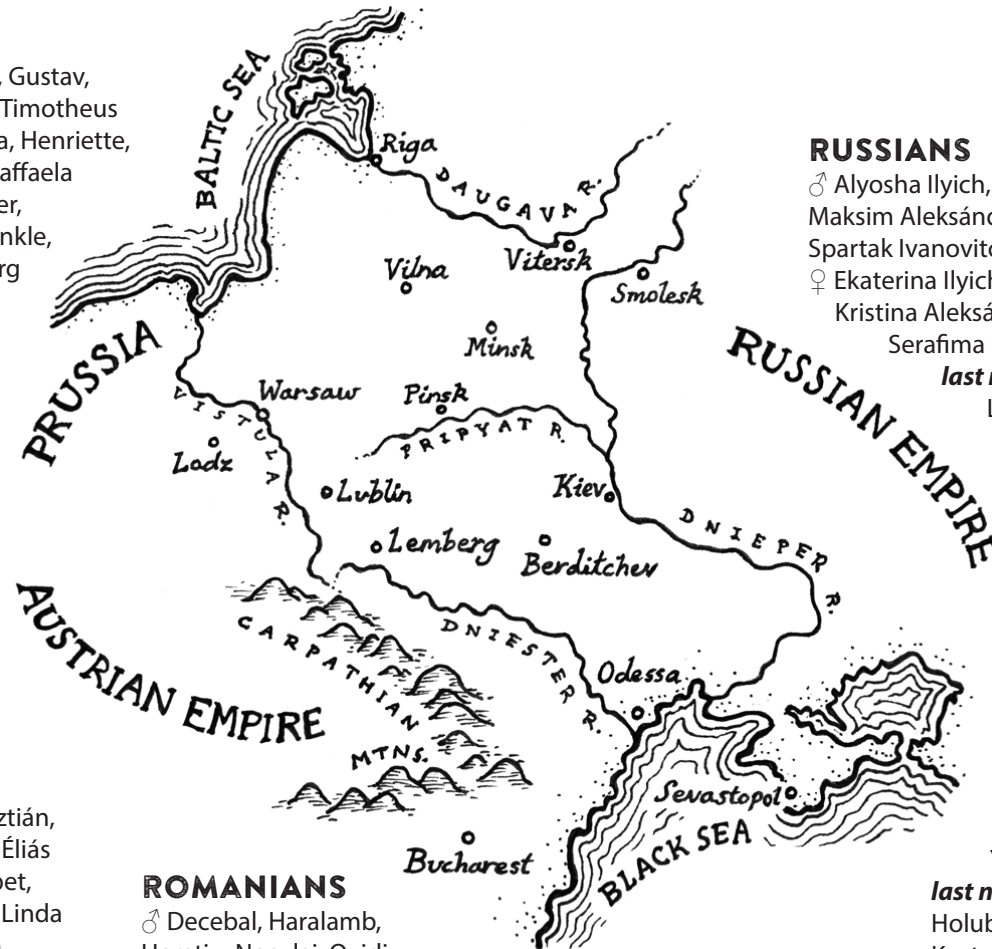 , Gustav,
Timotheus
a, Henriette,
affaela
er,
nkle,
rg
BALTIC SEA
Riga
DAUGAVA R.
Vitersk
Smolesk
Vilna
Minsk
PRUSSIA
Warsaw
VISTULA R.
Lodz
Pinsk
PRIPYAT R.
Lublin
Kiev
Lemberg
Berditchev
DNIEPER R.
RUSSIANS
♂ Alyosha Ilyich,
Maksim Aleksánd
Spartak Ivanovitc
♀ Ekaterina Ilyich
Kristina Aleksá
Serafima
last n
L
RUSSIAN EMPIRE
AUSTRIAN EMPIRE
CARPATHIAN
MTNS.
DNIESTER R.
Odessa
Sevastopol
BLACK SEA
Bucharest
ztián,
Éliás
bet,
Linda
ROMANIANS
♂ Decebal, Haralamb,
last n
Holub